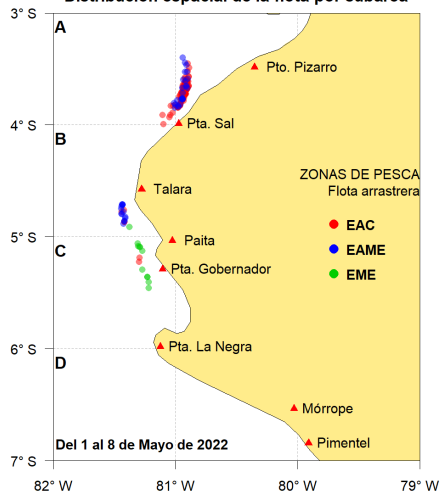 Distribución espacial de la flota por subárea
3° S
A
Pto. Pizarro
4° S
Pta. Sal
B
ZONAS DE PESCA
Flota arrastrera
Talara
EAC
5° S
Paita
EAME
C
Pta. Gobernador
EME
6° S
Pta. La Negra
D
Mórrope
Del 1 al 8 de Mayo de 2022
Pimentel
7° S
82° W
81° W
80° W
79° W